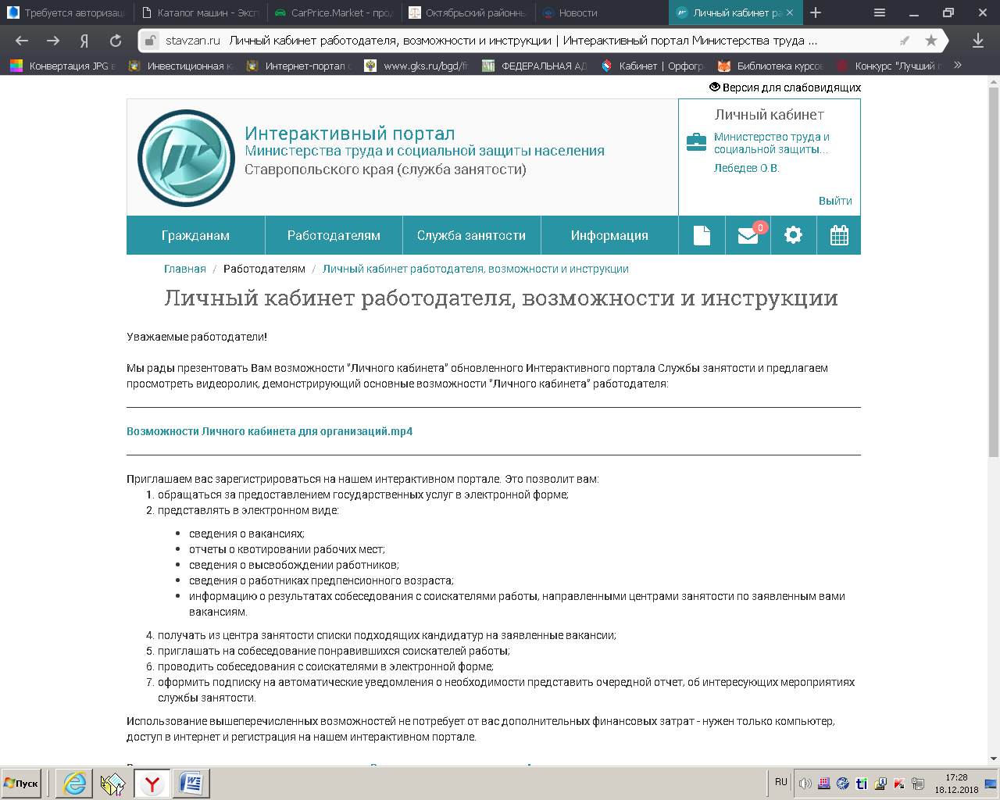 Требуется авторизаци
Каталог машин - Эксп
CarPrice.Market - про
Октябрьский районны
Новости
Личный кабинет ра
stavzan.ru Личный кабинет работодателя, возможности и инструкции | Интерактивный портал Министерства труда ...
Конвертация JPG в
Инвестиционная к
Интернет-портал с
www.gks.ru/bgd/fr
ФЕДЕРАЛЬНАЯ АД
Кабинет | Орфогр
Библиотека курсов
Конкурс "Лучший г
Версия для слабовидящих
Интерактивный портал
Министерства труда и социальной защиты населения
Ставропольского края (служба занятости)
Личный кабинет
Министерство труда и
социальной защиты...
Лебедев О.В.
Выйти
Гражданам
Работодателям
Служба занятости
Информация
0
Главная / Работодателям / Личный кабинет работодателя, возможности и инструкции
Личный кабинет работодателя, возможности и инструкции
Уважаемые работодатели!
Мы рады презентовать Вам возможности "Личного кабинета" обновленного Интерактивного портала Службы занятости и предлагаем
просмотреть видеоролик, демонстрирующий основные возможности "Личного кабинета" работодателя:
Возможности Личного кабинета для организаций.mp4
Приглашаем вас зарегистрироваться на нашем интерактивном портале. Это позволит вам:
1. обращаться за предоставлением государственных услуг в электронной форме;
2. представлять в электронном виде:
• сведения о вакансиях;
• отчеты о квотировании рабочих мест;
• сведения о высвобождении работников;
• сведения о работниках предпенсионного возраста;
• информацию о результатах собеседования с соискателями работы, направленными центрами занятости по заявленным вами
вакансиям.
4. получать из центра занятости списки подходящих кандидатур на заявленные вакансии;
5. приглашать на собеседование понравившихся соискателей работы;
6. проводить собеседования с соискателями в электронной форме;
7. оформить подписку на автоматические уведомления о необходимости представить очередной отчет, об интересующих мероприятиях
службы занятости.
Использование вышеперечисленных возможностей не потребует от вас дополнительных финансовых затрат - нужен только компьютер,
доступ в интернет и регистрация на нашем интерактивном портале.
Пуск
RU
17:28
18.12.2018